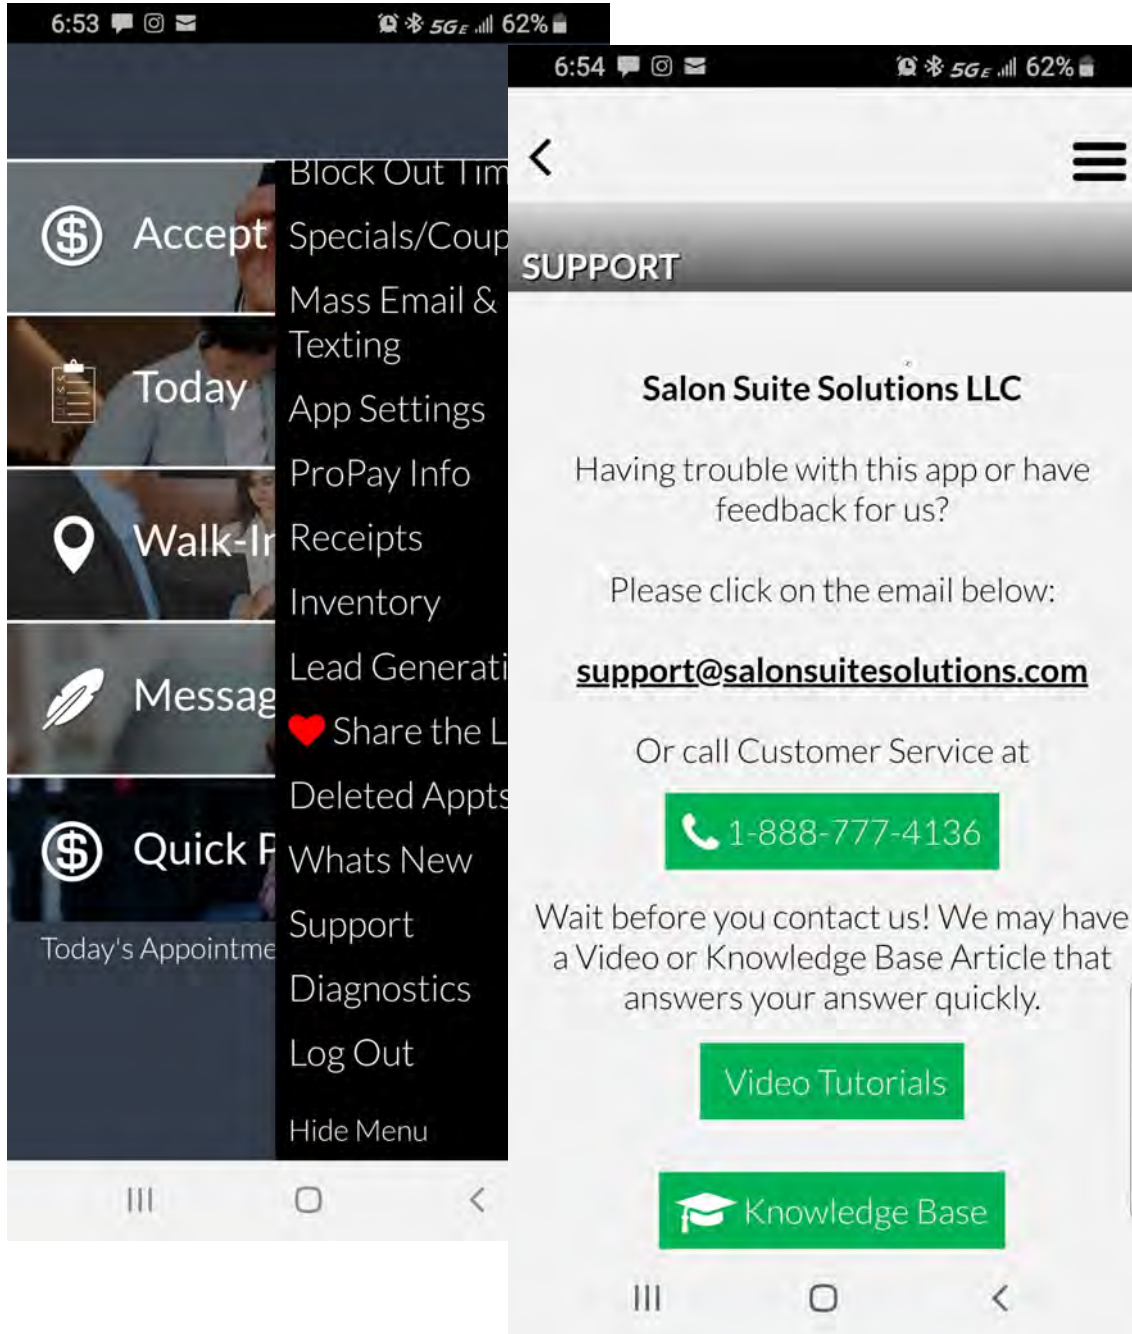 6:53
5GE
62%
Accept
Today
Walk-In
Messag
Quick P
Today's Appointme
Block Out Tim
Specials/Coup
Mass Email &
Texting
App Settings
ProPay Info
Receipts
Inventory
Lead Generati
Share the L
Deleted Appts
Whats New
Support
Diagnostics
Log Out
Hide Menu
6:54
5GE
62%
SUPPORT
Salon Suite Solutions LLC
Having trouble with this app or have
feedback for us?
Please click on the email below:
support@salonsuitesolutions.com
Or call Customer Service at
1-888-777-4136
Wait before you contact us! We may have
a Video or Knowledge Base Article that
answers your answer quickly.
Video Tutorials
Knowledge Base